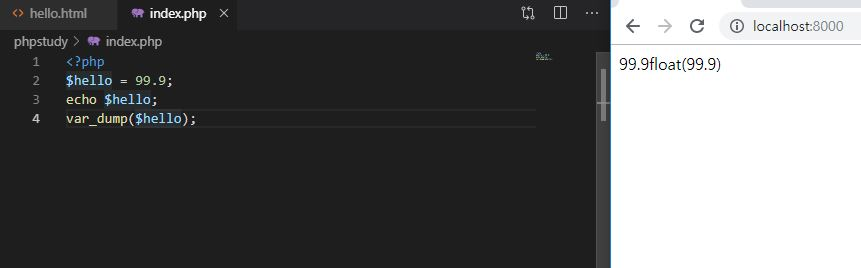 hello.html
index.php
phpstudy > index.php
1 <?php
2 $hello = 99.9;
3 echo $hello;
4 var_dump($hello);
localhost:8000
99.9float(99.9)